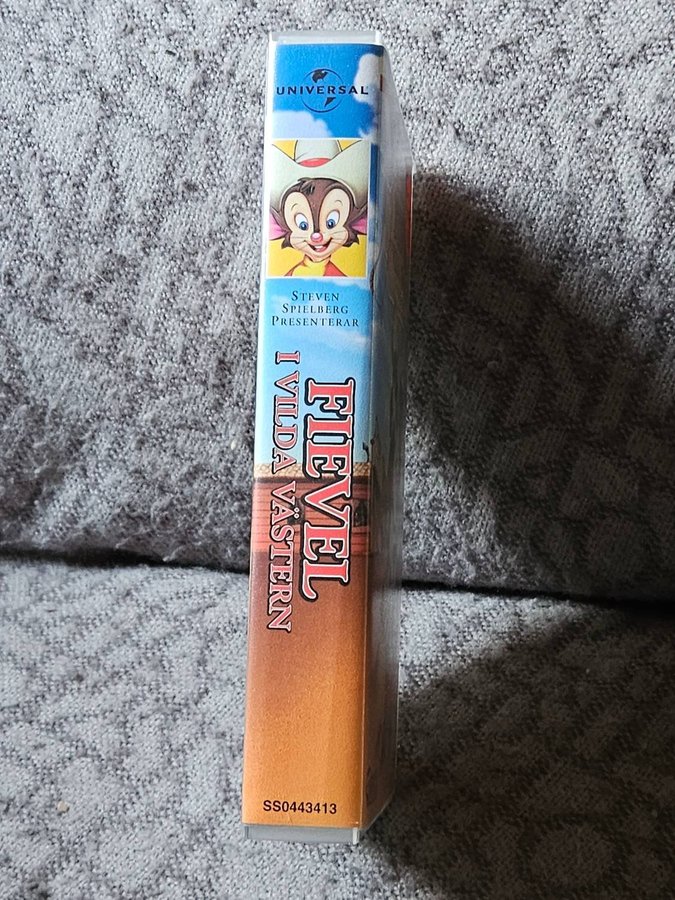 UNIVERSAL
STEVEN
SPIELBERG
PRESENTERAR
FIEVEL
I VILDA VÄSTERN
SS0443413